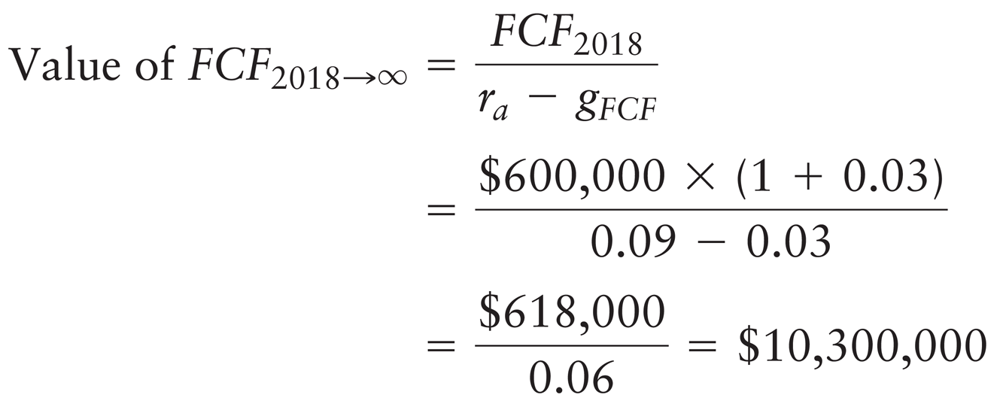 Value of FCF₂₀₁₈→∞ = FCF₂₀₁₈ / (rₐ − g_FCF)
= $600,000 × (1 + 0.03) / 0.09 − 0.03
= $618,000 / 0.06 = $10,300,000